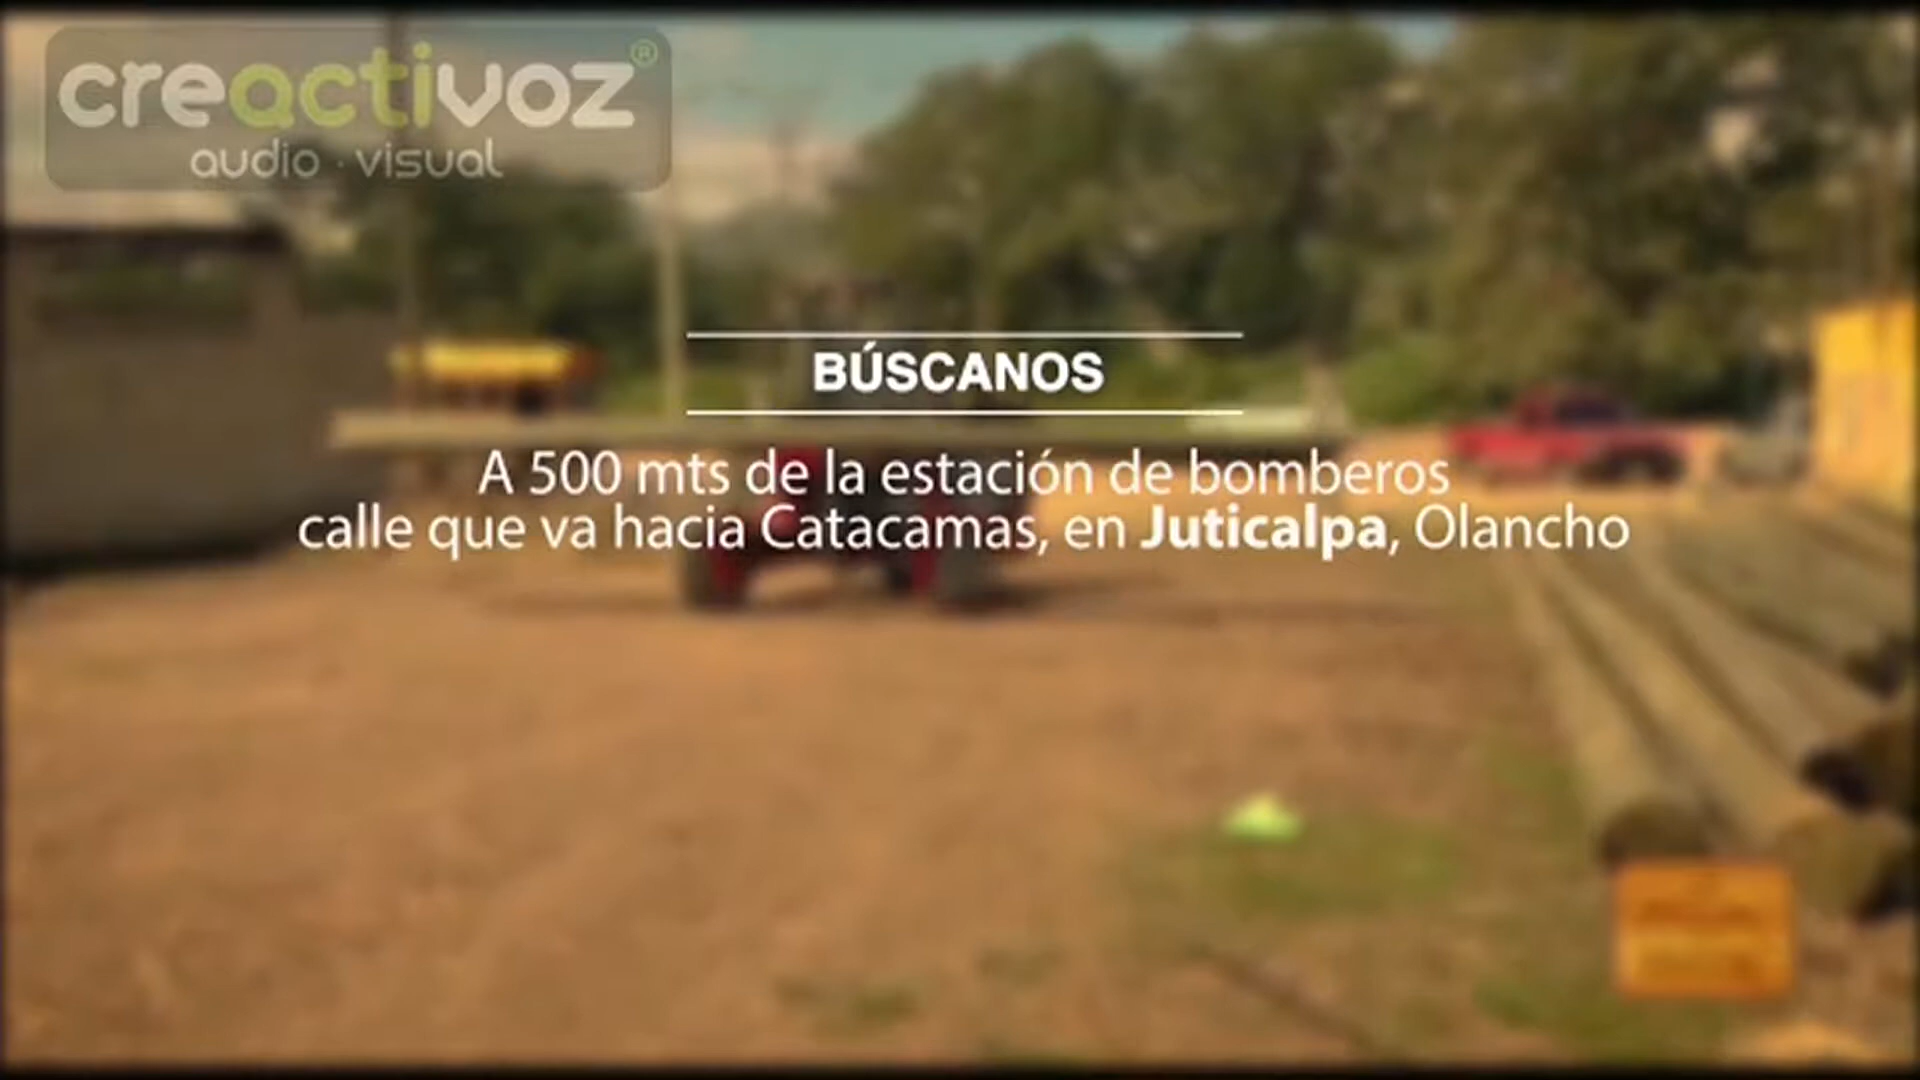 creactivoz®
audio · visual
BÚSCANOS
A 500 mts de la estación de bomberos
calle que va hacia Catacamas, en Juticalpa, Olancho